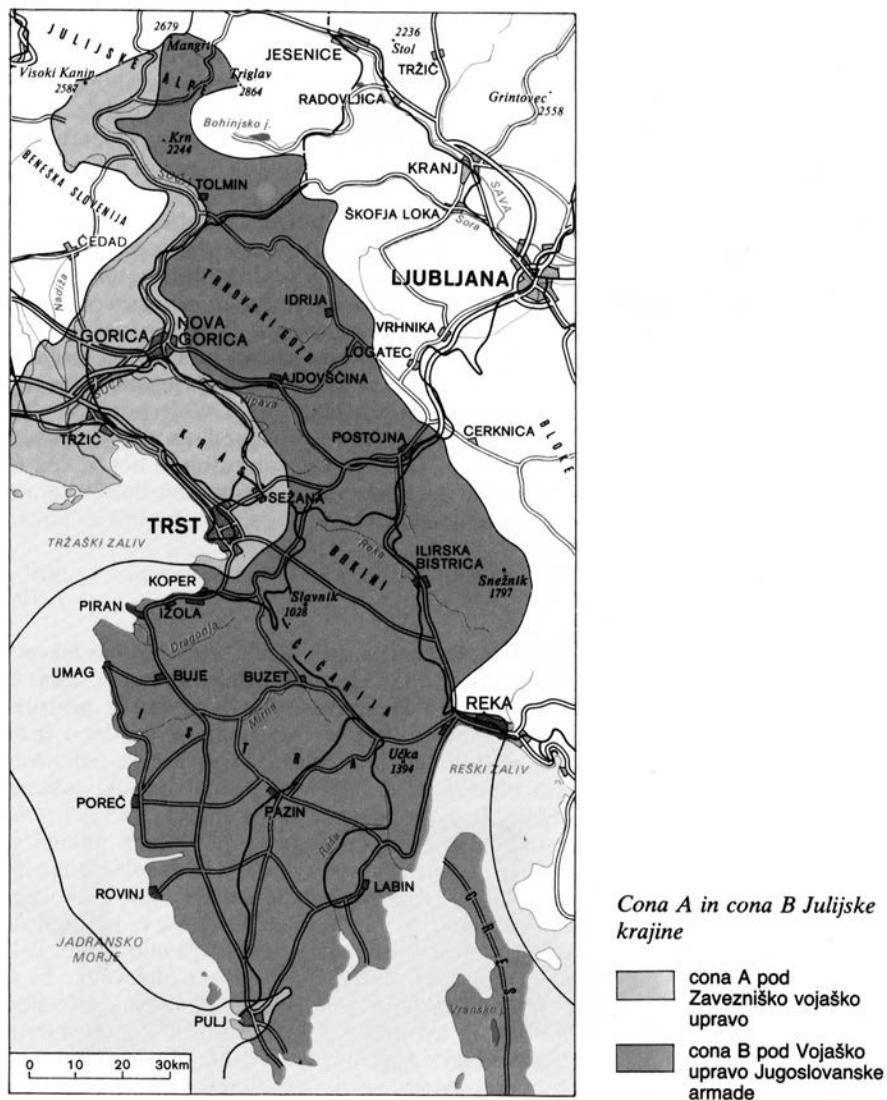 2679
Mangrt
JULIJSKE
ALPE
Visoki Kanin
2587
Triglav
2864
JESENICE
2236
Stol
TRŽIČ
RADOVLJICA
Grintovec
2558
Bohinjsko j.
Krn
2244
KRANJ
SAVA
BENEŠKA SLOVENIJA
SOČA
TOLMIN
ŠKOFJA LOKA
Sora
ČEDAD
Nadiža
TRNOVSKI GOZD
IDRIJA
LJUBLJANA
VRHNIKA
GORICA
NOVA
GORICA
LOGATEC
SOČA
AJDOVŠČINA
Vipava
TRŽIČ
KRAS
POSTOJNA
CERKNICA
BLOKE
SEŽANA
TRST
TRŽAŠKI ZALIV
Reka
BRKINI
ILIRSKA
BISTRICA
Snežnik
1797
KOPER
PIRAN
IZOLA
Slavnik
1028
Dragonja
ČIČARIJA
UMAG
BUJE
BUZET
REKA
Mirna
ISTRA
Učka
1394
REŠKI ZALIV
POREČ
PAZIN
Raša
ROVINJ
LABIN
CRES
JADRANSKO
MORJE
Vransko j.
PULJ
0 10 20 30km
Cona A in cona B Julijske
krajine
cona A pod
Zavezniško vojaško
upravo
cona B pod Vojaško
upravo Jugoslovanske
armade